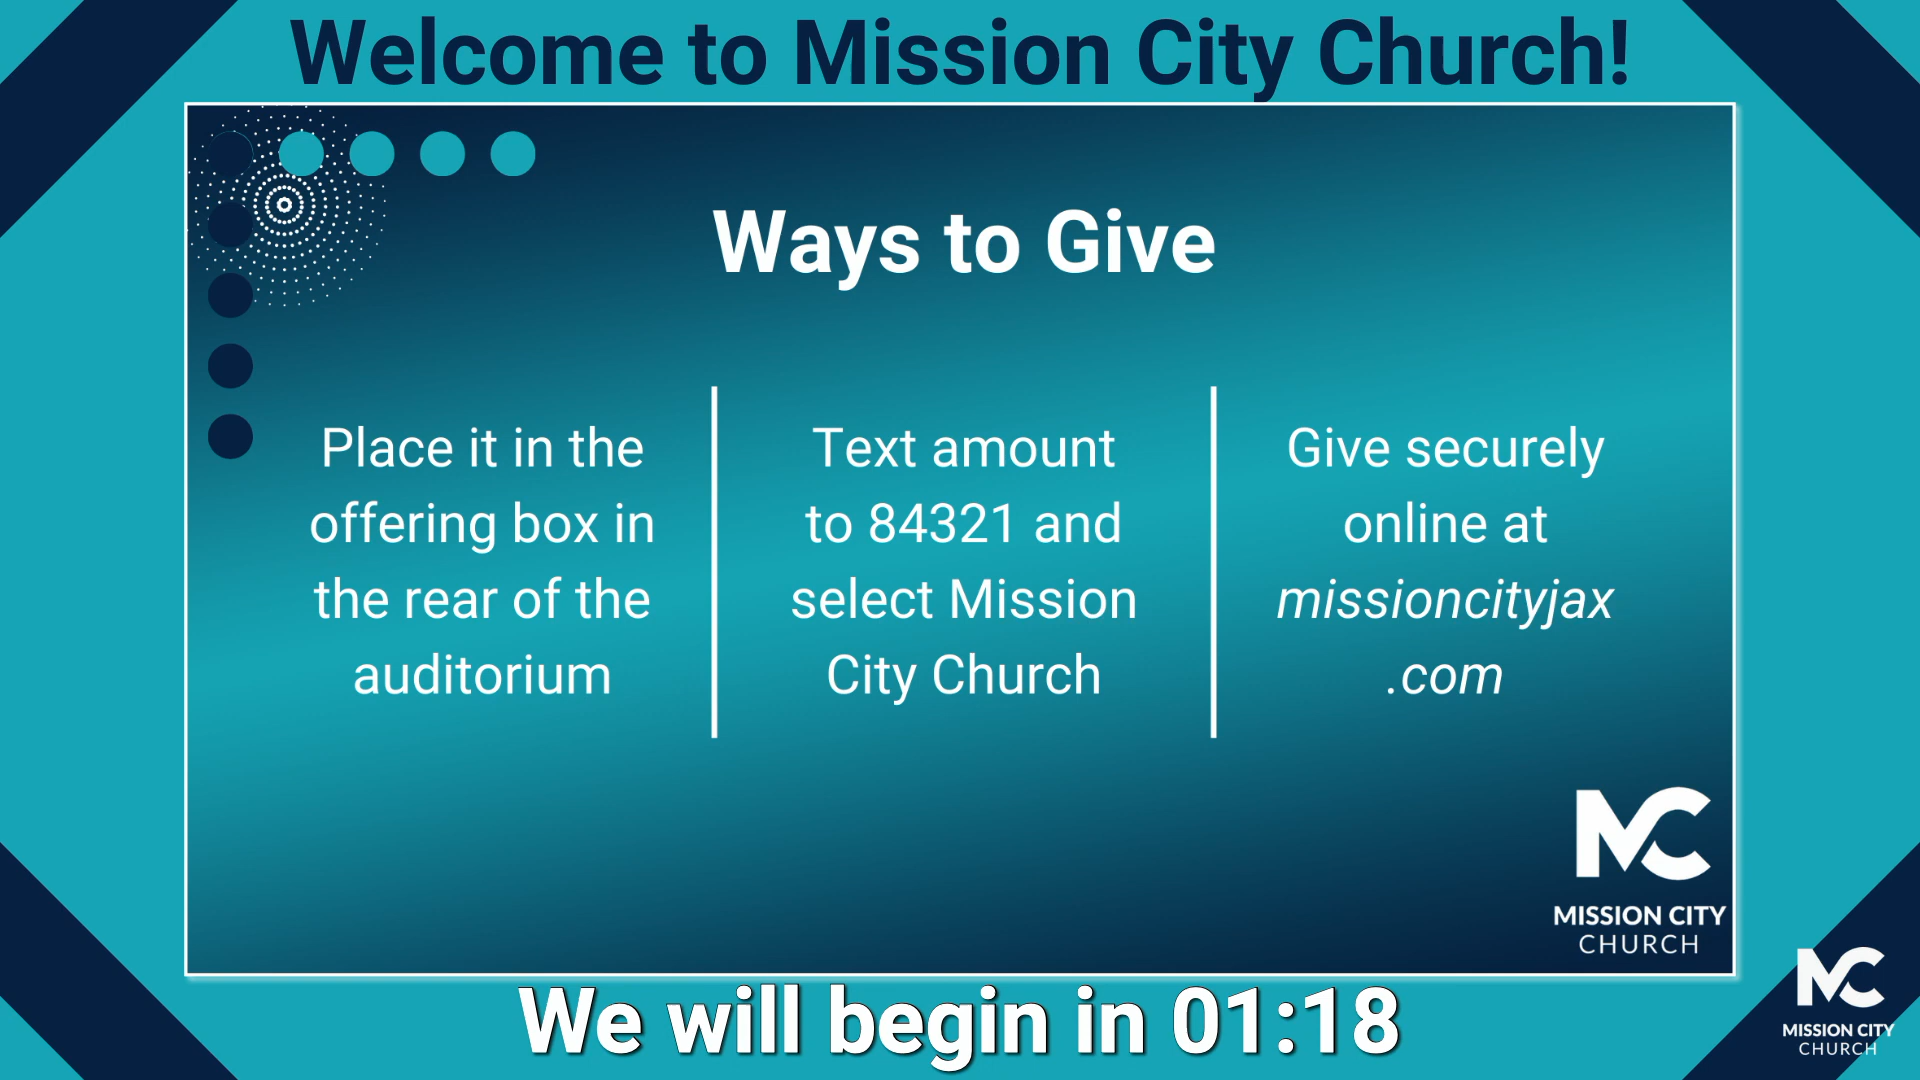 Welcome to Mission City Church!
Ways to Give
Place it in the
offering box in
the rear of the
auditorium
Text amount
to 84321 and
select Mission
City Church
Give securely
online at
missioncityjax
.com
MC
MISSION CITY
CHURCH
We will begin in 01:18
MC
MISSION CITY
CHURCH